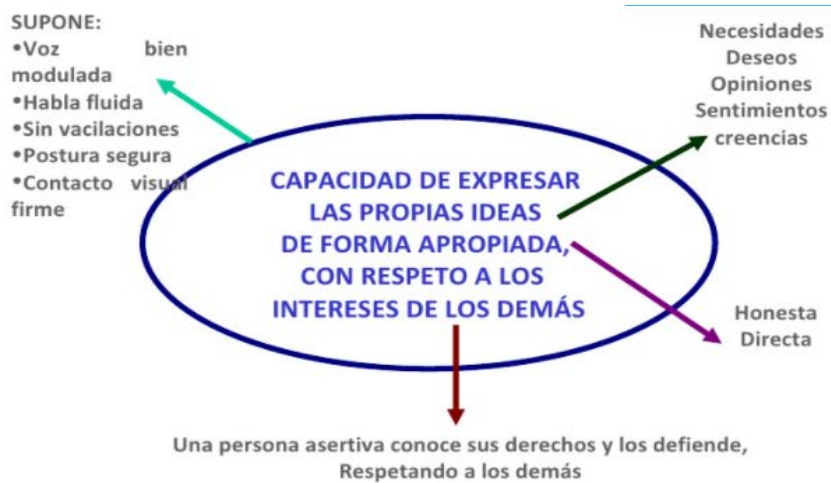 SUPONE:
•Voz bien
modulada
•Habla fluida
•Sin vacilaciones
•Postura segura
•Contacto visual
firme
Necesidades
Deseos
Opiniones
Sentimientos
creencias
CAPACIDAD DE EXPRESAR
LAS PROPIAS IDEAS
DE FORMA APROPIADA,
CON RESPETO A LOS
INTERESES DE LOS DEMÁS
Honesta
Directa
Una persona asertiva conoce sus derechos y los defiende,
Respetando a los demás